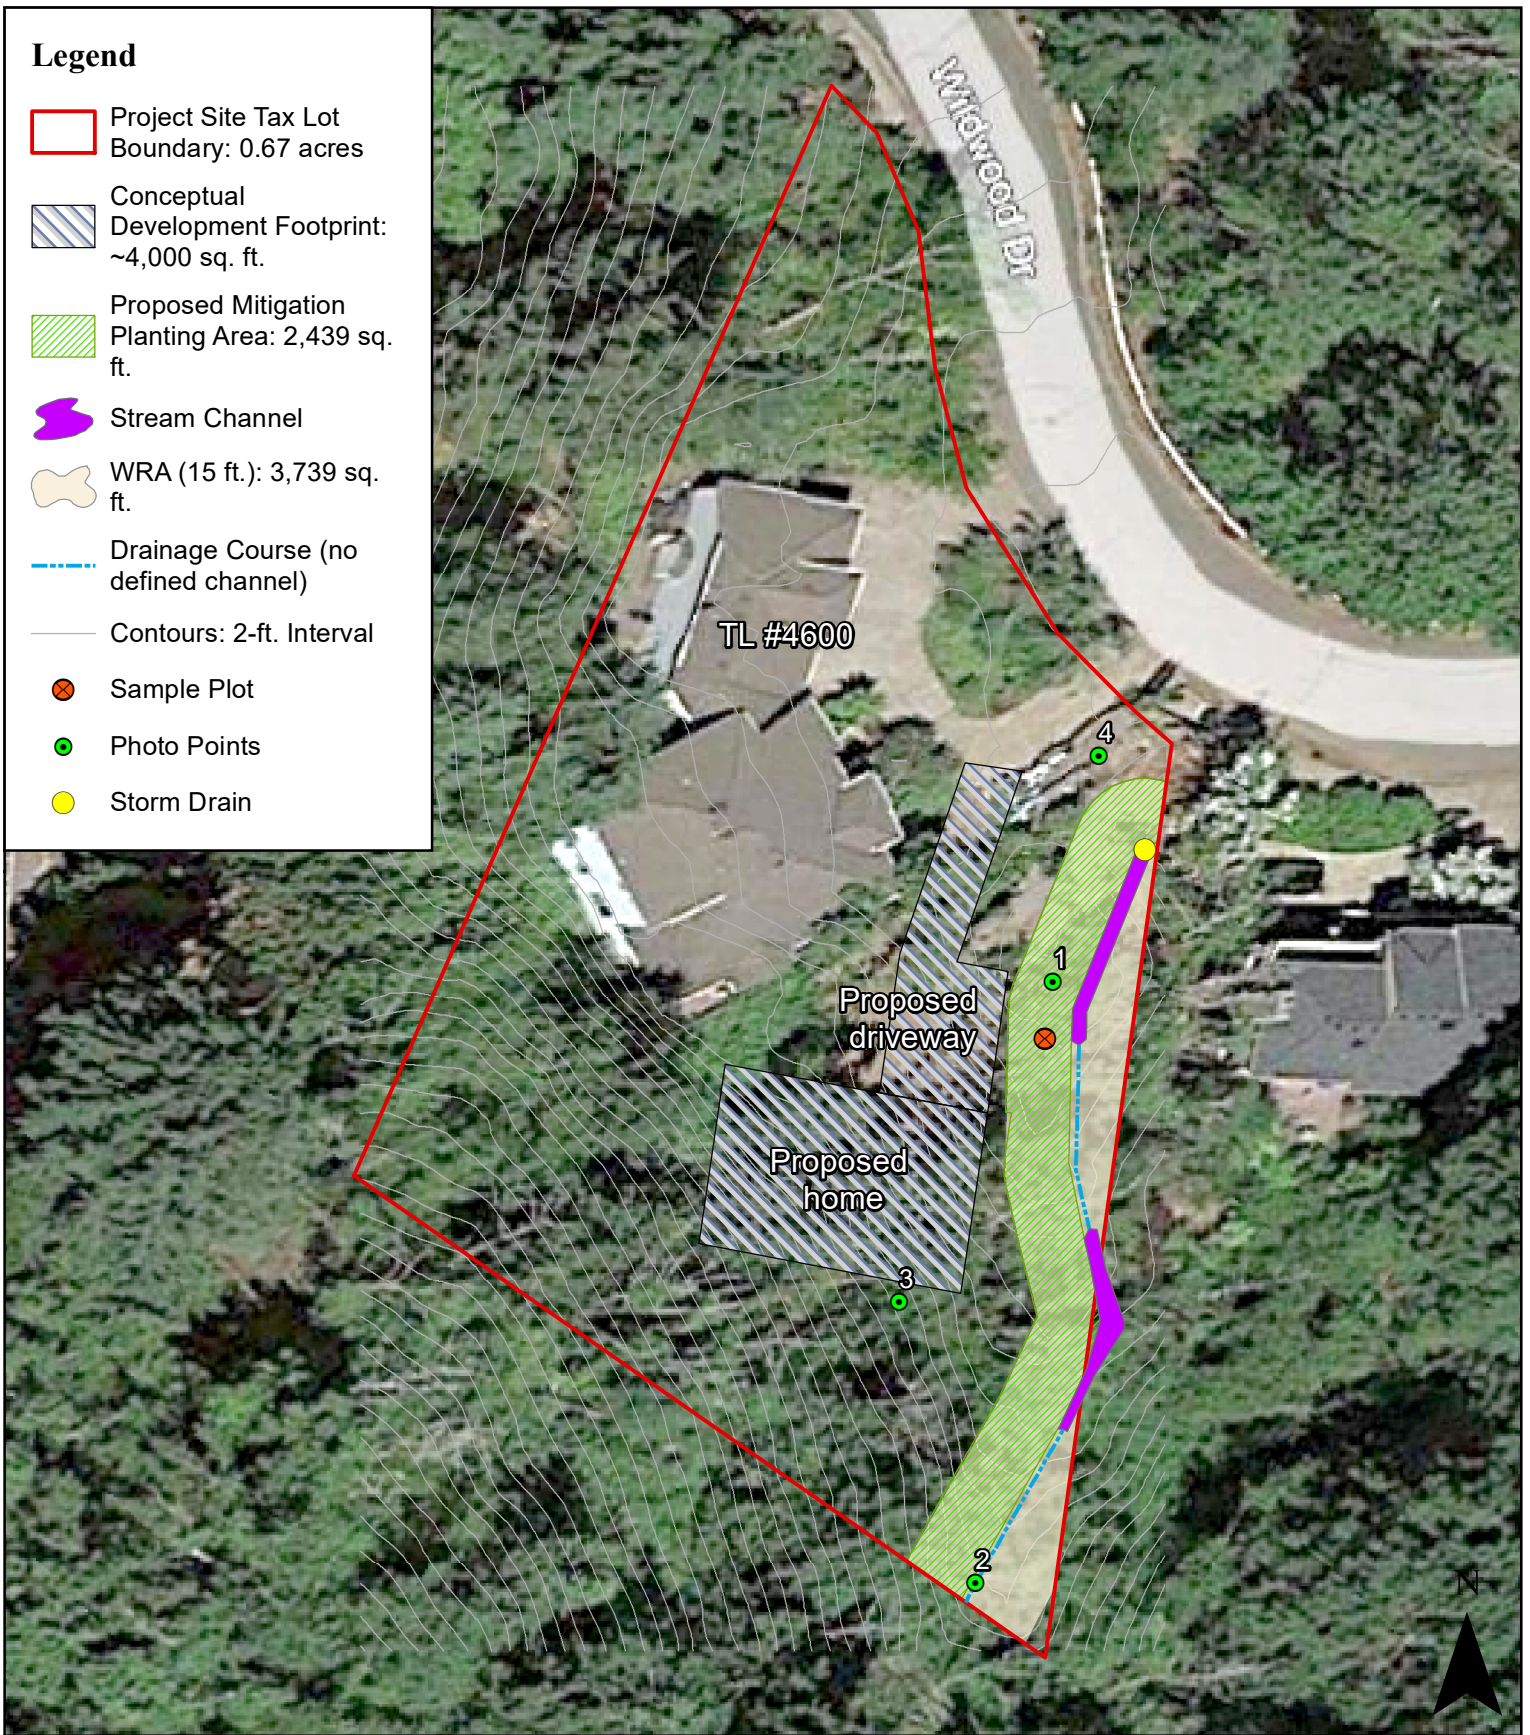 Legend
Project Site Tax Lot
Boundary: 0.67 acres
Conceptual
Development Footprint:
~4,000 sq. ft.
Proposed Mitigation
Planting Area: 2,439 sq.
ft.
Stream Channel
WRA (15 ft.): 3,739 sq.
ft.
Drainage Course (no
defined channel)
Contours: 2-ft. Interval
Sample Plot
Photo Points
Storm Drain
Wildwood Dr
TL #4600
4
1
Proposed
driveway
Proposed
home
3
2
N